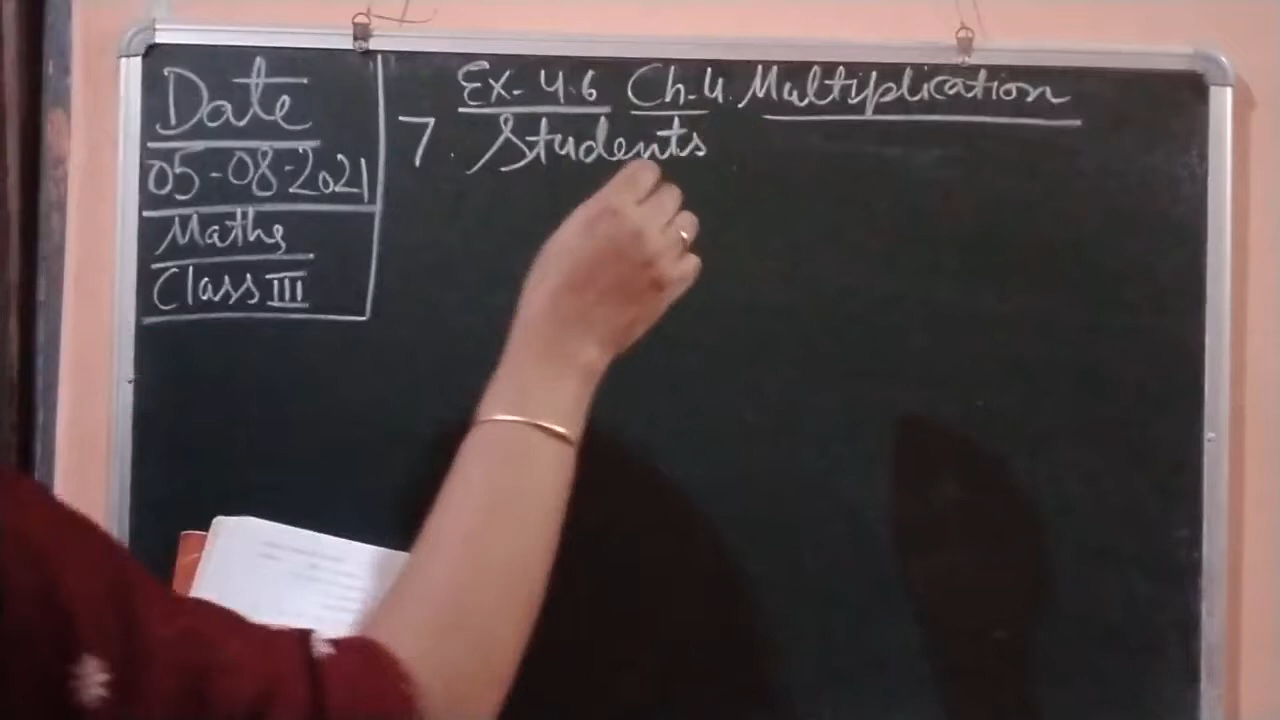 Date
05-08-2021
Maths
Class III
Ex- 4.6 Ch-4. Multiplication
7. Students